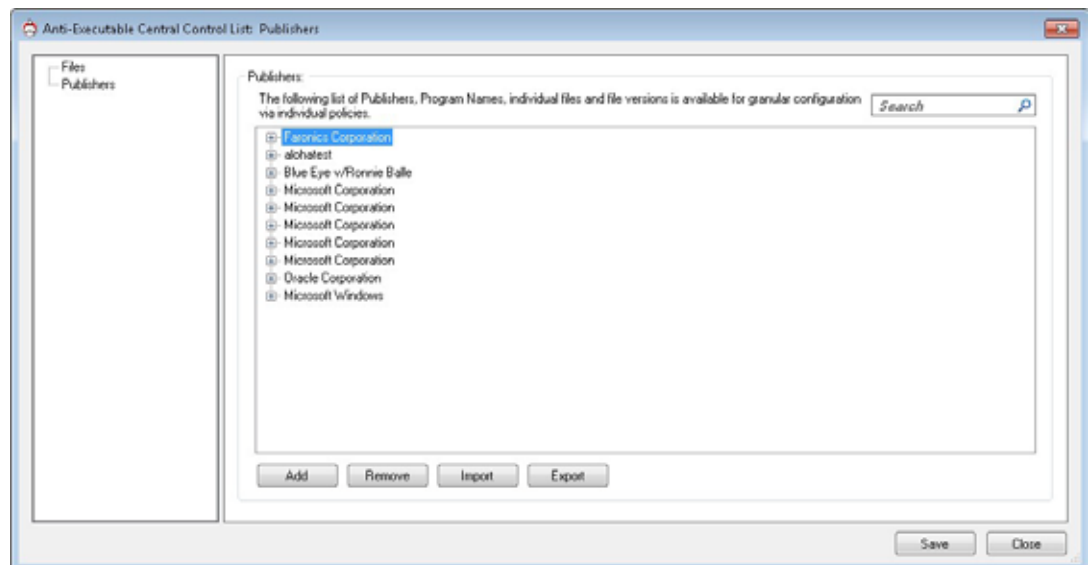 Anti-Executable Central Control List: Publishers
Files
Publishers
Publishers:
The following list of Publishers, Program Names, individual files and file versions is available for granular configuration
via individual policies.
Search
Faronics Corporation
alohatest
Blue Eye v/Ronnie Balle
Microsoft Corporation
Microsoft Corporation
Microsoft Corporation
Microsoft Corporation
Microsoft Corporation
Oracle Corporation
Microsoft Windows
Add
Remove
Import
Export
Save
Close